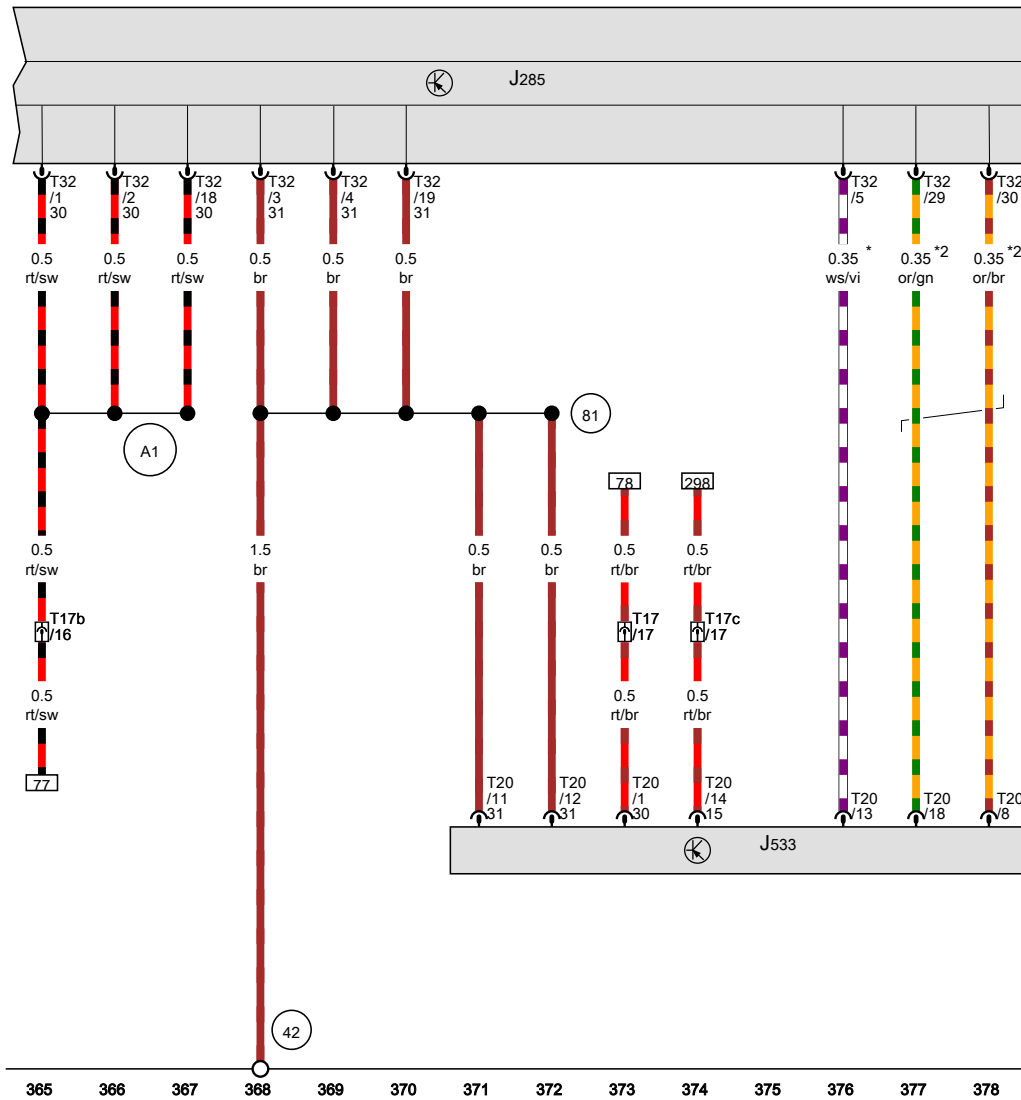 J285
T32 T32 T32 T32 T32 T32 T32 T32 T32
/1 /2 /18 /3 /4 /19 /5 /29 /30
30 30 30 31 31 31
0.5 0.5 0.5 0.5 0.5 0.5 0.35 * 0.35 *2 0.35 *2
rt/sw rt/sw rt/sw br br br ws/vi or/gn or/br
81
A1
78 298
0.5 1.5 0.5 0.5 0.5 0.5
rt/sw br br br rt/br rt/br
T17b T17 T17c
/16 /17 /17
0.5 0.5 0.5
rt/sw rt/br rt/br
77
T20 T20 T20 T20 T20 T20 T20
/11 /12 /1 /14 /13 /18 /8
31 31 30 15
J533
42
365 366 367 368 369 370 371 372 373 374 375 376 377 378